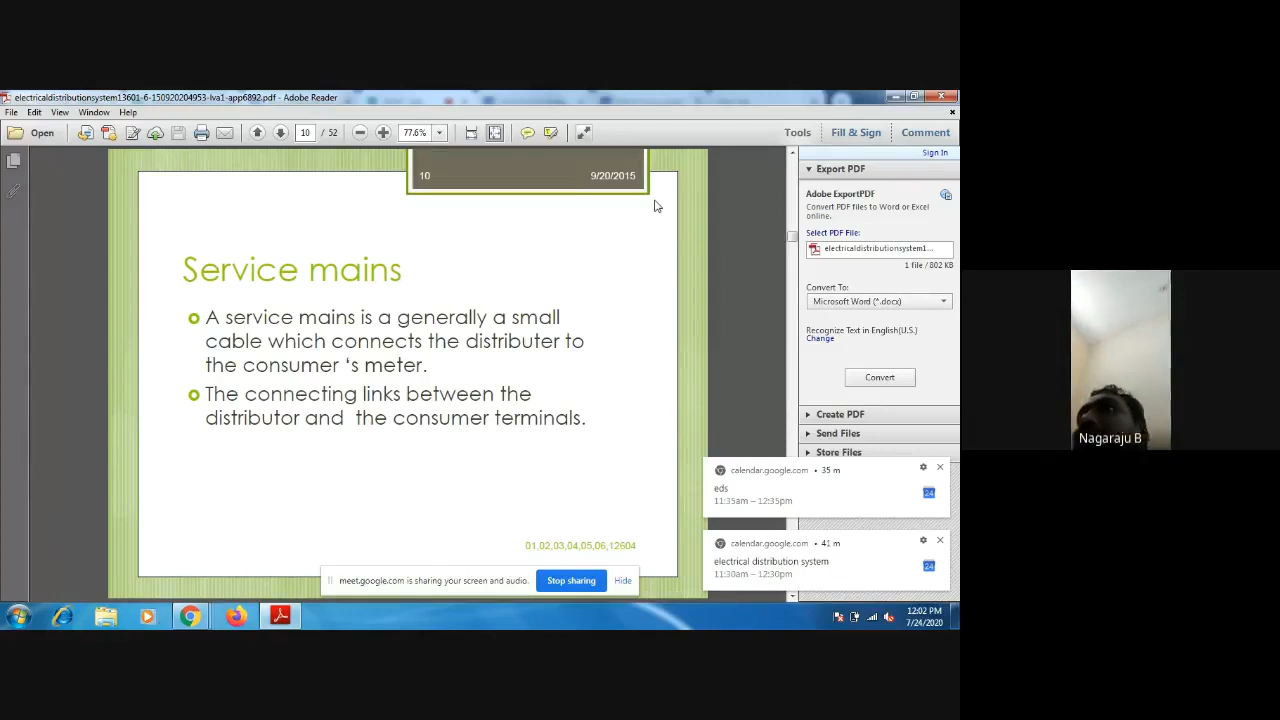 electricaldistributionsystem13601-6-150920204953-lva1-app6892.pdf - Adobe Reader
File Edit View Window Help
Open 10 / 52 77.6% Tools Fill & Sign Comment
Sign In
10 9/20/2015
Service mains
A service mains is a generally a small
cable which connects the distributer to
the consumer ‘s meter.
The connecting links between the
distributor and the consumer terminals.
01,02,03,04,05,06,12604
Export PDF
Adobe ExportPDF
Convert PDF files to Word or Excel
online.
Select PDF File:
electricaldistributionsystem1...
1 file / 802 KB
Convert To:
Microsoft Word (*.docx)
Recognize Text in English(U.S.)
Change
Convert
Create PDF
Send Files
Store Files
calendar.google.com • 35 m
eds
11:35am – 12:35pm
24
calendar.google.com • 41 m
electrical distribution system
11:30am – 12:30pm
24
meet.google.com is sharing your screen and audio. Stop sharing Hide
12:02 PM
7/24/2020
Nagaraju B